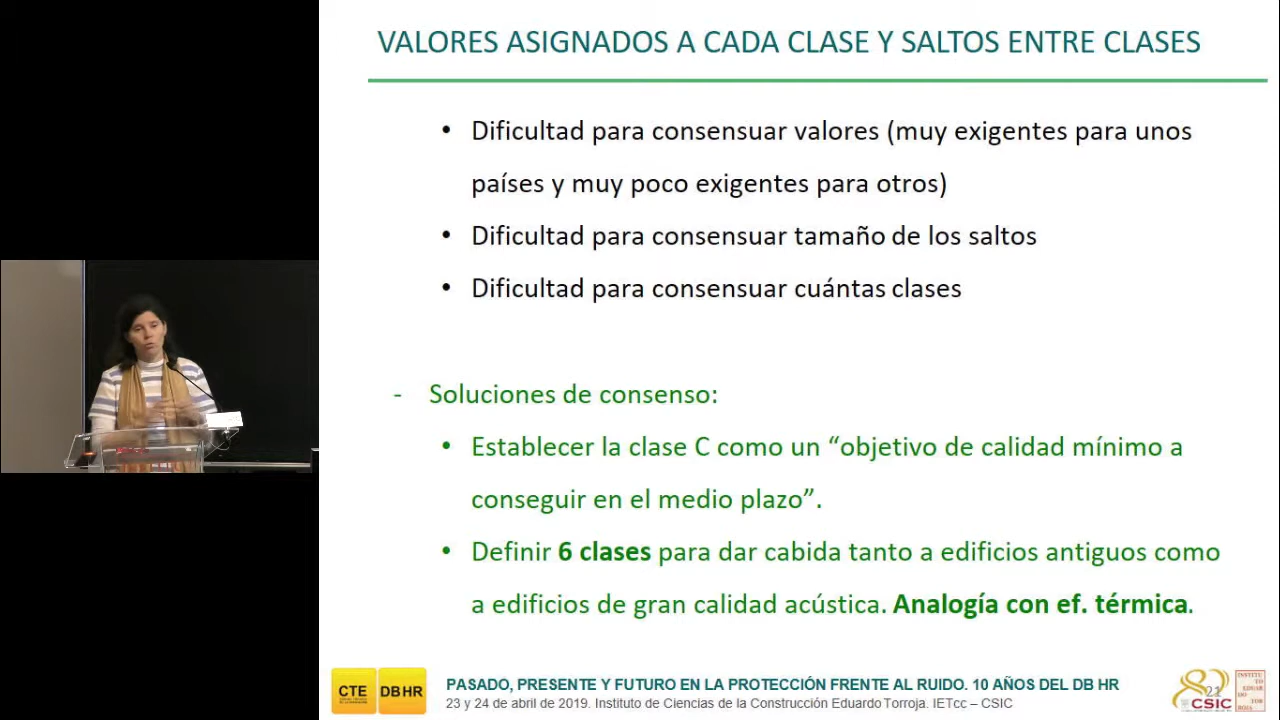 VALORES ASIGNADOS A CADA CLASE Y SALTOS ENTRE CLASES
• Dificultad para consensuar valores (muy exigentes para unos
países y muy poco exigentes para otros)
• Dificultad para consensuar tamaño de los saltos
• Dificultad para consensuar cuántas clases
- Soluciones de consenso:
• Establecer la clase C como un “objetivo de calidad mínimo a
conseguir en el medio plazo”.
• Definir 6 clases para dar cabida tanto a edificios antiguos como
a edificios de gran calidad acústica. Analogía con ef. térmica.
CTE
DB HR
PASADO, PRESENTE Y FUTURO EN LA PROTECCIÓN FRENTE AL RUIDO. 10 AÑOS DEL DB HR
23 y 24 de abril de 2019. Instituto de Ciencias de la Construcción Eduardo Torroja. IETcc – CSIC
21
CSIC